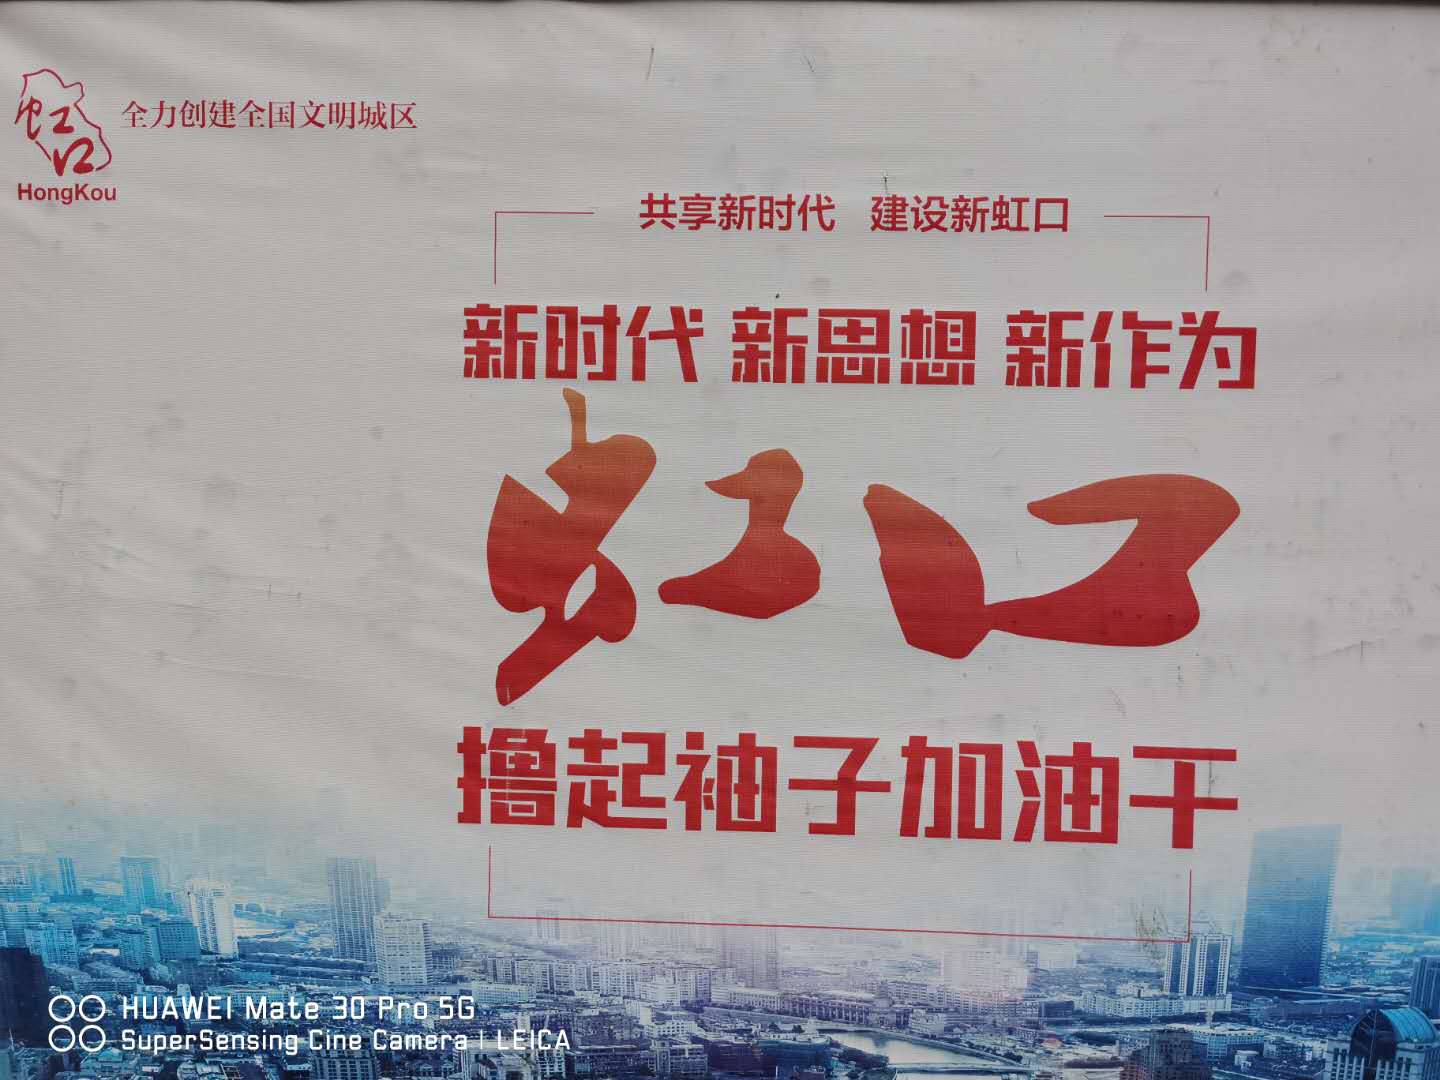 虹口
HongKou
全力创建全国文明城区
共享新时代 建设新虹口
新时代 新思想 新作为
虹口
撸起袖子加油干
HUAWEI Mate 30 Pro 5G
SuperSensing Cine Camera | LEICA